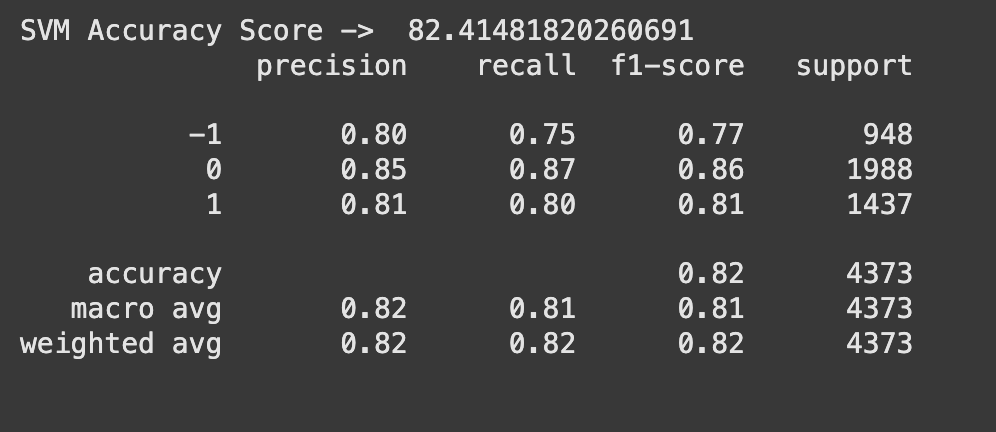 SVM Accuracy Score -> 82.41481820260691
precision recall f1-score support
-1 0.80 0.75 0.77 948
0 0.85 0.87 0.86 1988
1 0.81 0.80 0.81 1437
accuracy 0.82 4373
macro avg 0.82 0.81 0.81 4373
weighted avg 0.82 0.82 0.82 4373